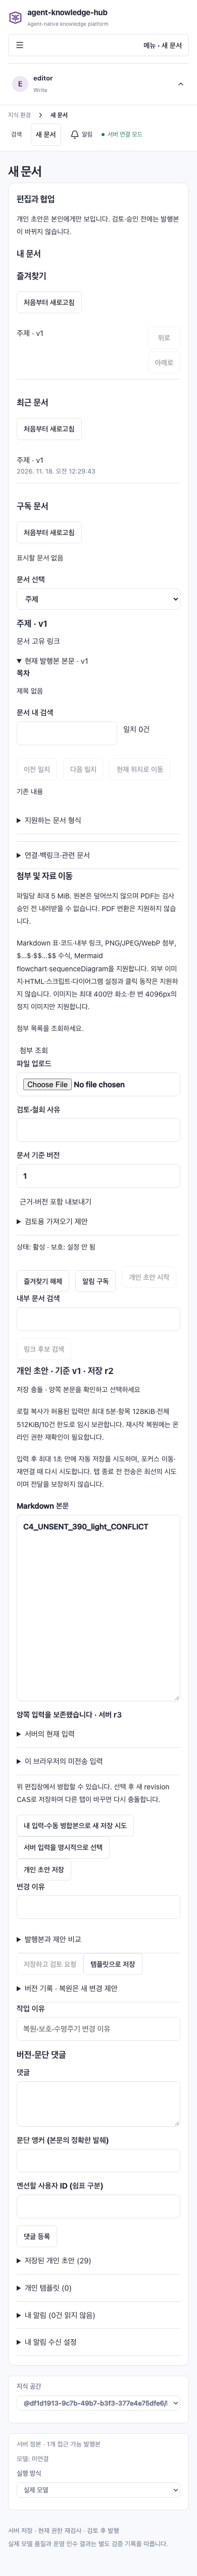 agent-knowledge-hub
Agent-native knowledge platform
☰
메뉴 · 새 문서
E
editor
Write
지식 환경 > 새 문서
검색
새 문서
알림
서버 연결 모드
새 문서
편집과 협업
개인 초안은 본인에게만 보입니다. 검토·승인 전에는 발행본
이 바뀌지 않습니다.
내 문서
즐겨찾기
처음부터 새로고침
주제 · v1
위로
아래로
최근 문서
처음부터 새로고침
주제 · v1
2026. 11. 18. 오전 12:29:43
구독 문서
처음부터 새로고침
표시할 문서 없음
문서 선택
주제
주제 · v1
문서 고유 링크
▼ 현재 발행본 본문 · v1
목차
제목 없음
문서 내 검색
일치 0건
이전 일치
다음 일치
현재 위치로 이동
기존 내용
▶ 지원하는 문서 형식
▶ 연결·백링크·관련 문서
첨부 및 자료 이동
파일당 최대 5 MiB. 원본은 덮어쓰지 않으며 PDF는 검사
승인 전 내려받을 수 없습니다. PDF 변환은 지원하지 않습
니다.
Markdown 표·코드·내부 링크, PNG/JPEG/WebP 첨부,
$...$·$$...$$ 수식, Mermaid
flowchart·sequenceDiagram을 지원합니다. 외부 이미
지·HTML·스크립트·다이어그램 설정과 클릭 동작은 지원하
지 않습니다. 이미지는 최대 400만 화소·한 변 4096px의
정지 이미지만 지원합니다.
첨부 목록을 조회하세요.
첨부 조회
파일 업로드
Choose File No file chosen
검토·철회 사유
문서 기준 버전
1
근거·버전 포함 내보내기
▶ 검토용 가져오기 제안
상태: 활성 · 보호: 설정 안 됨
즐겨찾기 해제
알림 구독
개인 초안 시작
내부 문서 검색
링크 후보 검색
개인 초안 · 기준 v1 · 저장 r2
저장 충돌 · 양쪽 본문을 확인하고 선택하세요
로컬 복사가 허용된 입력만 최대 5분·항목 128KiB·전체
512KiB/10건 한도로 임시 보관합니다. 재시작 복원에는 온
라인 권한 재확인이 필요합니다.
입력 후 최대 1초 안에 자동 저장을 시도하며, 포커스 이동·
재연결 때 다시 시도합니다. 탭 종료 전 전송은 최선의 시도
이며 전달을 보장하지 않습니다.
Markdown 본문
C4_UNSENT_390_light_CONFLICT
양쪽 입력을 보존했습니다 · 서버 r3
▶ 서버의 현재 입력
▶ 이 브라우저의 미전송 입력
위 편집창에서 병합할 수 있습니다. 선택 후 새 revision
CAS로 저장하며 다른 탭이 바꾸면 다시 충돌합니다.
내 입력·수동 병합본으로 새 저장 시도
서버 입력을 명시적으로 선택
개인 초안 저장
변경 이유
▶ 발행본과 제안 비교
저장하고 검토 요청
템플릿으로 저장
▶ 버전 기록 · 복원은 새 변경 제안
작업 이유
복원·보호·수명주기 변경 이유
버전·문단 댓글
댓글
문단 앵커 (본문의 정확한 발췌)
멘션할 사용자 ID (쉼표 구분)
댓글 등록
▶ 저장된 개인 초안 (29)
▶ 개인 템플릿 (0)
▶ 내 알림 (0건 읽지 않음)
▶ 내 알림 수신 설정
지식 공간
@df1d1913-9c7b-49b7-b3f3-377e4e75dfe6/l
서버 정본 · 1개 접근 가능 발행본
모델: 미연결
실행 방식
실제 모델
서버 저장 · 현재 권한 재검사 · 검토 후 발행
실제 모델 품질과 운영 인수 결과는 별도 검증 기록을 따릅니다.